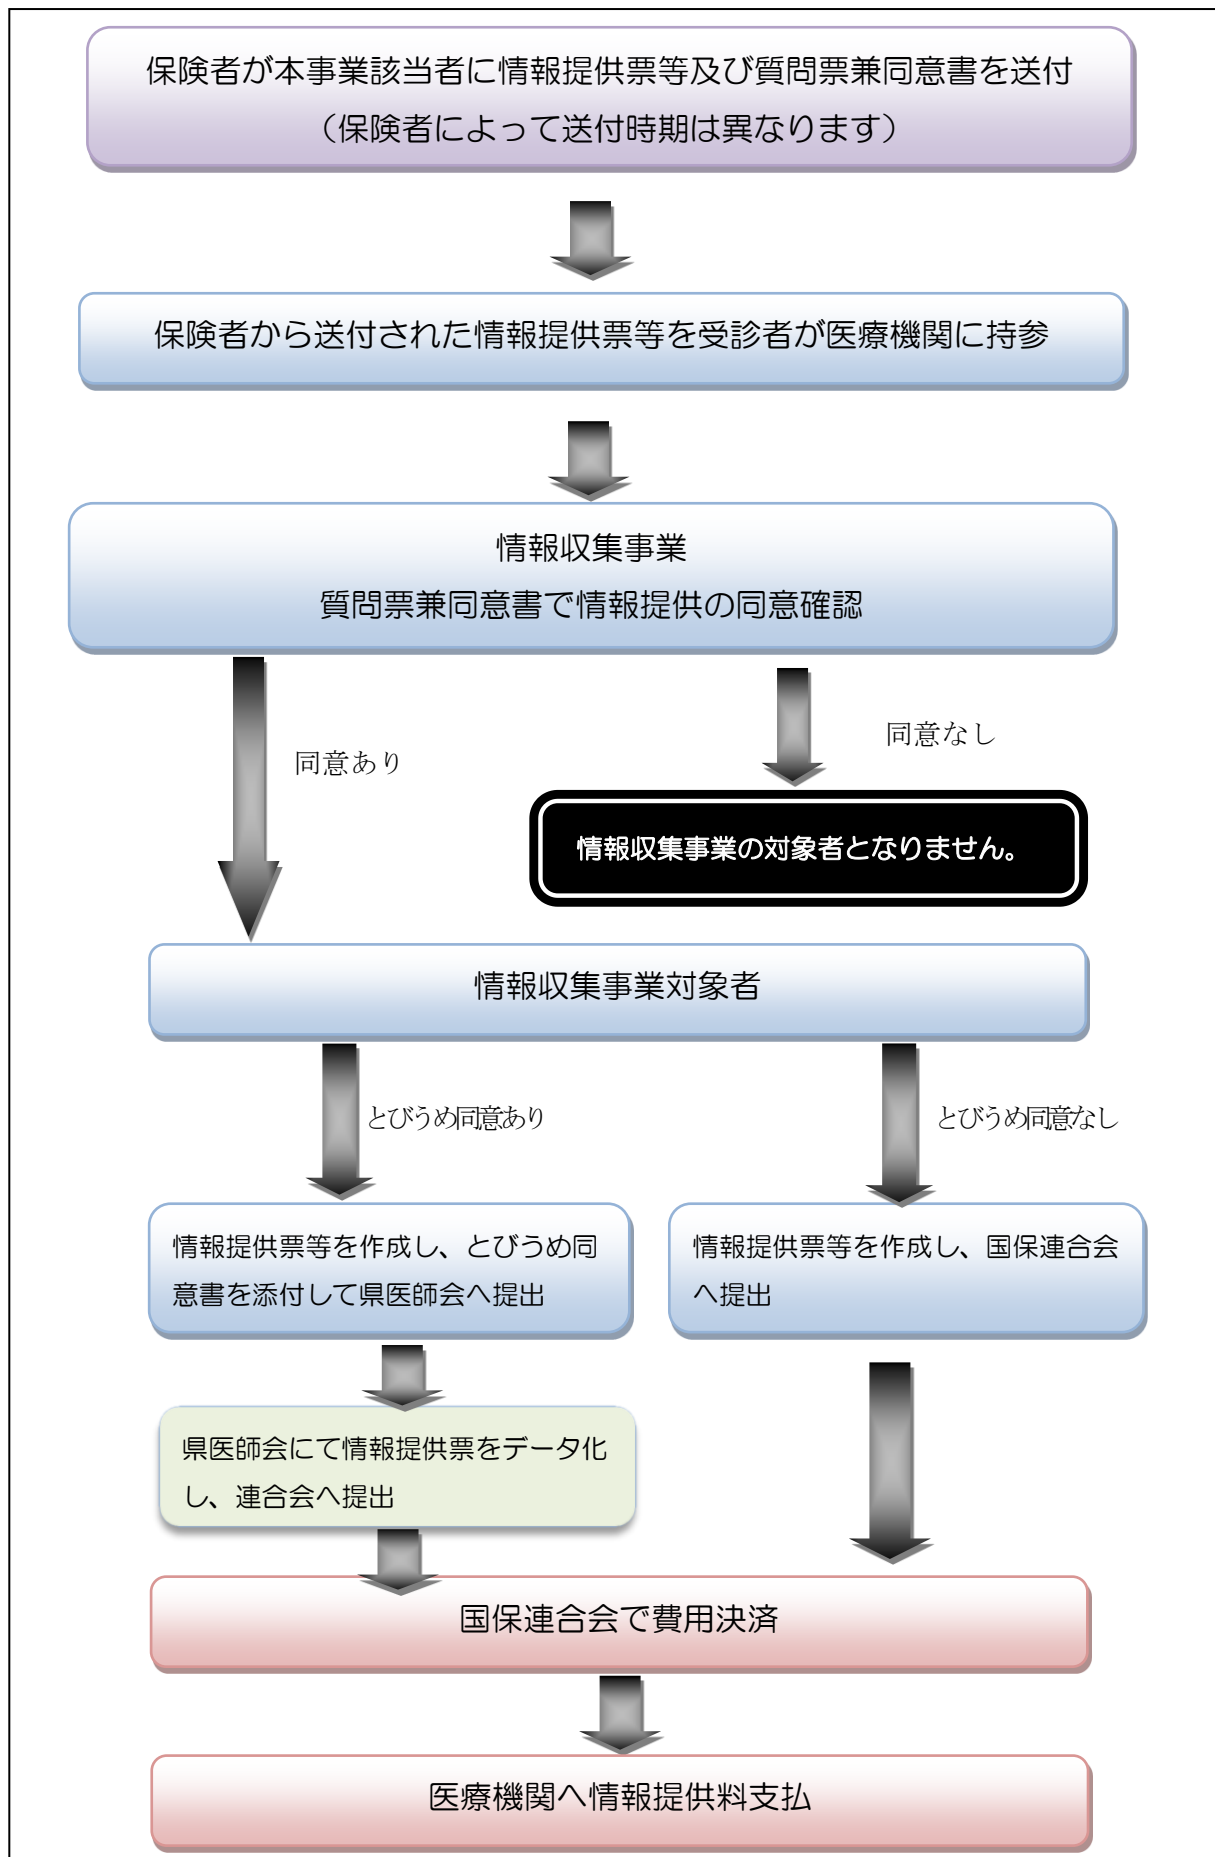 保険者が本事業該当者に情報提供票等及び質問票兼同意書を送付
（保険者によって送付時期は異なります）
保険者から送付された情報提供票等を受診者が医療機関に持参
情報収集事業
質問票兼同意書で情報提供の同意確認
同意あり
同意なし
情報収集事業の対象者となりません。
情報収集事業対象者
とびうめ同意あり
とびうめ同意なし
情報提供票等を作成し、とびうめ同
意書を添付して県医師会へ提出
情報提供票等を作成し、国保連合会
へ提出
県医師会にて情報提供票をデータ化
し、連合会へ提出
国保連合会で費用決済
医療機関へ情報提供料支払